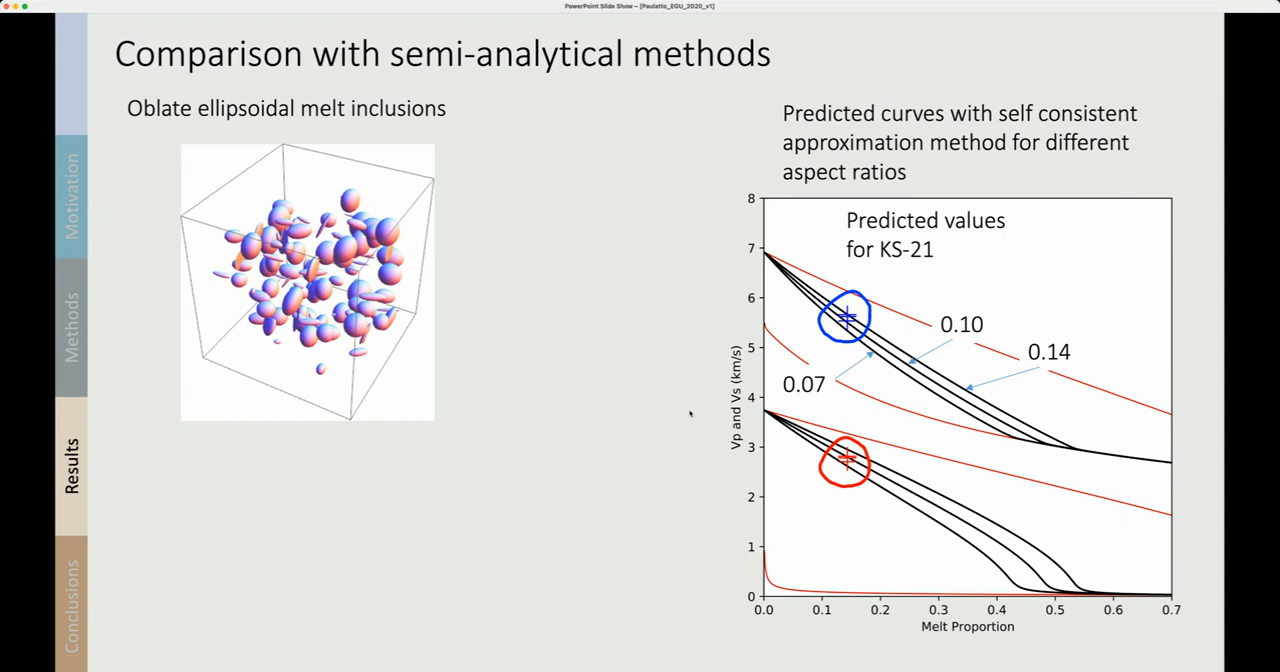 PowerPoint Slide Show – [Paulatto_EGU_2020_v1]
Comparison with semi-analytical methods
Motivation
Methods
Results
Conclusions
Oblate ellipsoidal melt inclusions
Predicted curves with self consistent
approximation method for different
aspect ratios
Predicted values
for KS-21
0.10
0.14
0.07
Vp and Vs (km/s)
8
7
6
5
4
3
2
1
0
0.0 0.1 0.2 0.3 0.4 0.5 0.6 0.7
Melt Proportion